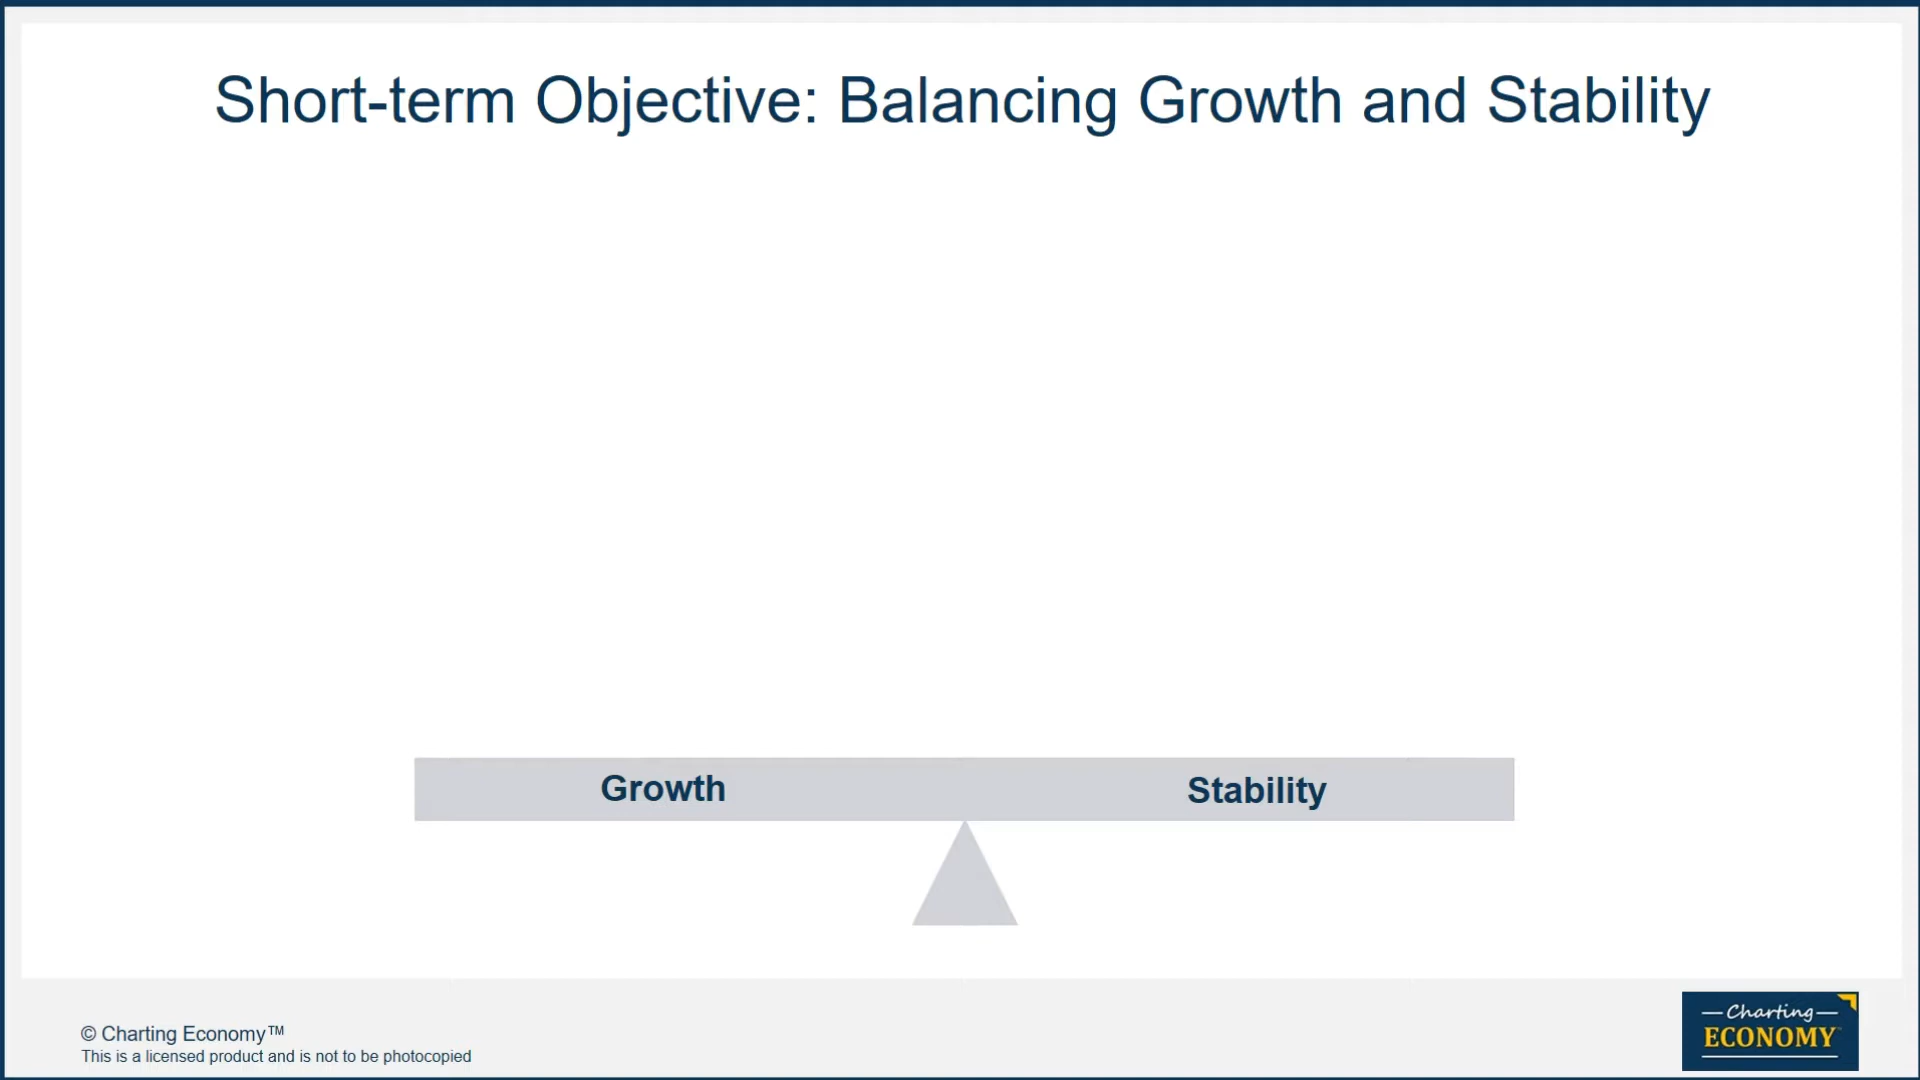 Short-term Objective: Balancing Growth and Stability
Growth
Stability
© Charting Economy™
This is a licensed product and is not to be photocopied
Charting
ECONOMY